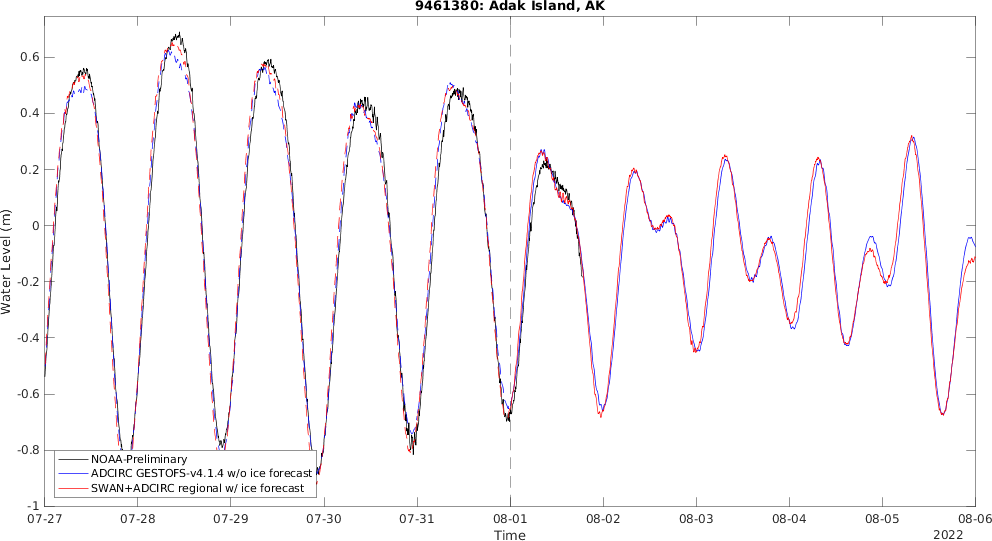 9461380: Adak Island, AK
Water Level (m)
0.6
0.4
0.2
0
-0.2
-0.4
-0.6
-0.8
-1
NOAA-Preliminary
ADCIRC GESTOFS-v4.1.4 w/o ice forecast
SWAN+ADCIRC regional w/ ice forecast
07-27 07-28 07-29 07-30 07-31 08-01 08-02 08-03 08-04 08-05 08-06
Time
2022